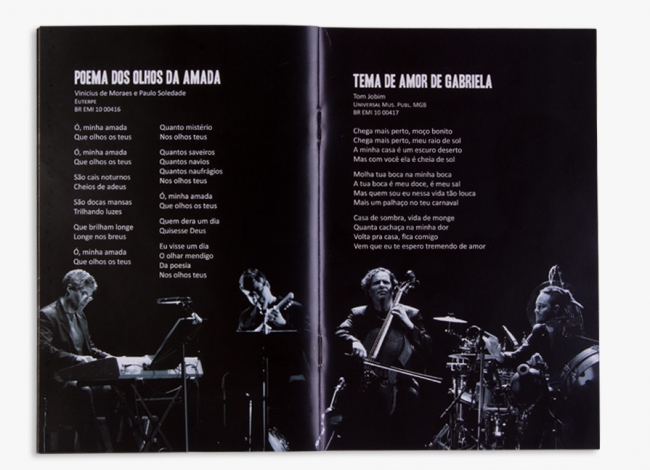 POEMA DOS OLHOS DA AMADA
Vinicius de Moraes e Paulo Soledade
EUTERPE
BR EMI 10 00416
Ó, minha amada
Que olhos os teus
Ó, minha amada
Que olhos os teus
São cais noturnos
Cheios de adeus
São docas mansas
Trilhando luzes
Que brilham longe
Longe nos breus
Ó, minha amada
Que olhos os teus
Quanto mistério
Nos olhos teus
Quantos saveiros
Quantos navios
Quantos naufrágios
Nos olhos teus
Ó, minha amada
Que olhos os teus
Quem dera um dia
Quisesse Deus
Eu visse um dia
O olhar mendigo
Da poesia
Nos olhos teus
TEMA DE AMOR DE GABRIELA
Tom Jobim
UNIVERSAL MUS. PUBL. MGB
BR EMI 10 00417
Chega mais perto, moço bonito
Chega mais perto, meu raio de sol
A minha casa é um escuro deserto
Mas com você ela é cheia de sol
Molha tua boca na minha boca
A tua boca é meu doce, é meu sal
Mas quem sou eu nessa vida tão louca
Mais um palhaço no teu carnaval
Casa de sombra, vida de monge
Quanta cachaça na minha dor
Volta pra casa, fica comigo
Vem que eu te espero tremendo de amor